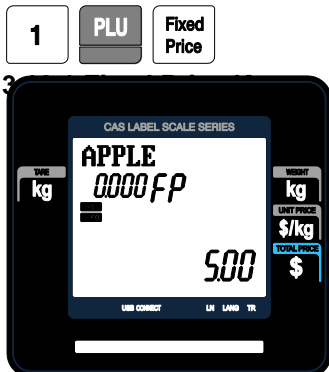 1
PLU
Fixed
Price
CAS LABEL SCALE SERIES
APPLE
TARE
kg
0.000 FP
WEIGHT
kg
UNIT PRICE
$/kg
5.00
TOTAL PRICE
$
USB CONNECT LN LANG TR